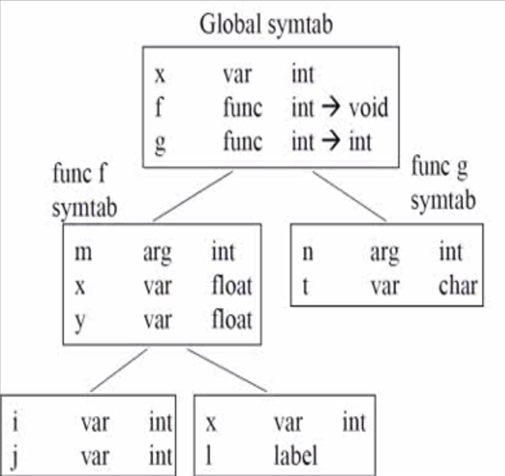 Global symtab
x var int
f func int → void
g func int → int
func f
symtab
func g
symtab
m arg int
x var float
y var float
n arg int
t var char
i var int
j var int
x var int
l label